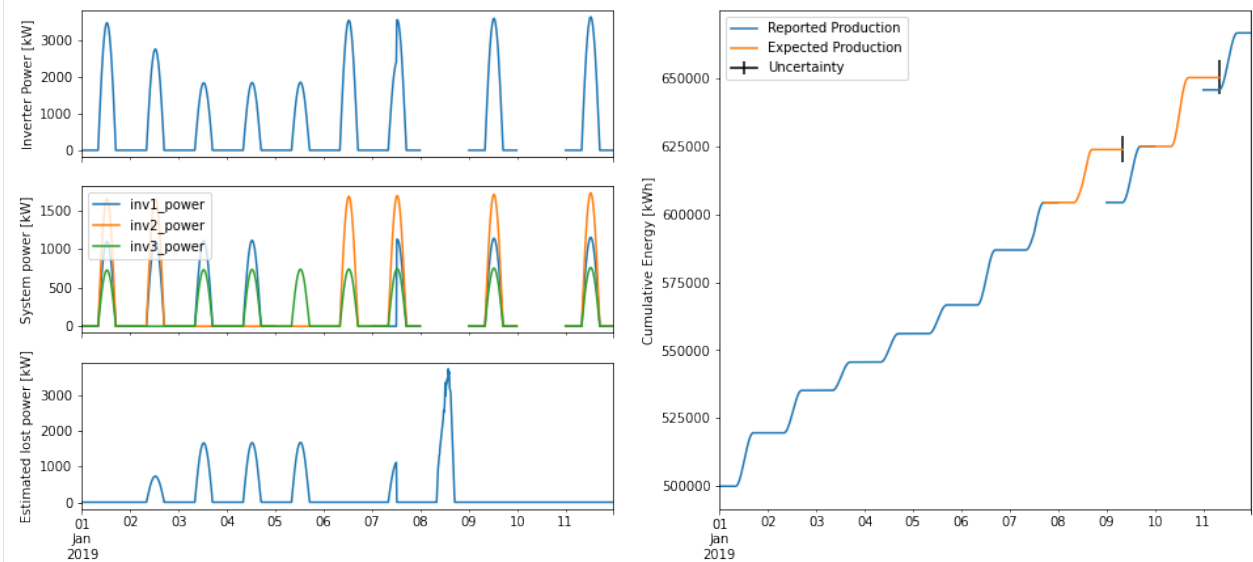 Inverter Power [kW]
3000
2000
1000
0
System power [kW]
1500
1000
500
0
inv1_power
inv2_power
inv3_power
Estimated lost power [kW]
3000
2000
1000
0
01 02 03 04 05 06 07 08 09 10 11
Jan
2019
Cumulative Energy [kWh]
650000
625000
600000
575000
550000
525000
500000
Reported Production
Expected Production
Uncertainty
01 02 03 04 05 06 07 08 09 10 11
Jan
2019